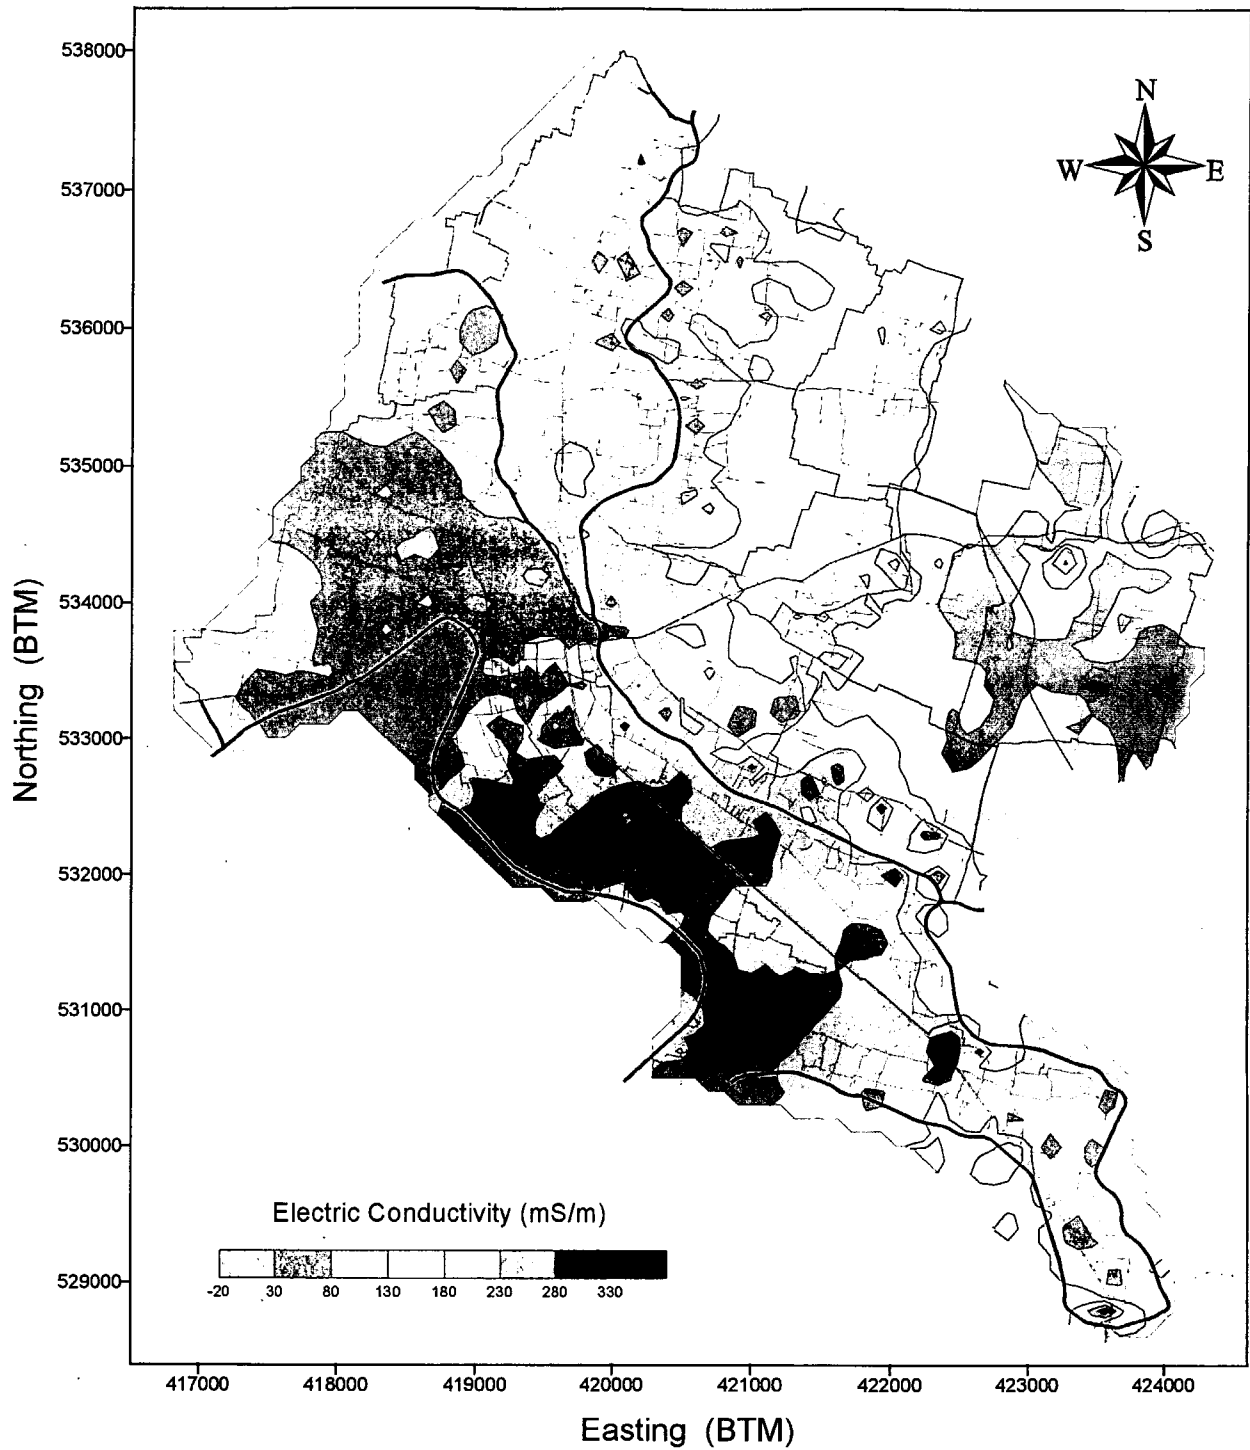 538000
537000
536000
535000
534000
533000
532000
531000
530000
529000
Northing (BTM)
N
W E
S
Electric Conductivity (mS/m)
-20 30 80 130 180 230 280 330
417000 418000 419000 420000 421000 422000 423000 424000
Easting (BTM)